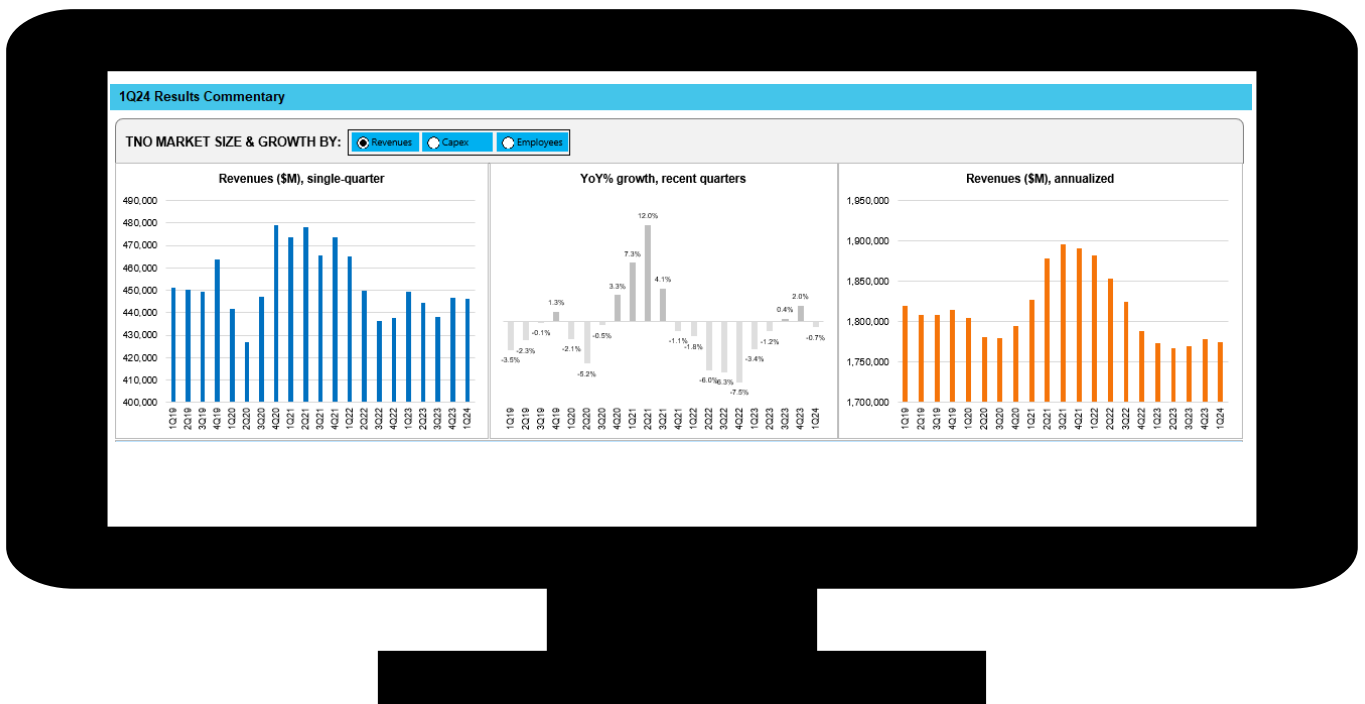 1Q24 Results Commentary
TNO MARKET SIZE & GROWTH BY: Revenues Capex Employees
Revenues ($M), single-quarter
490,000
480,000
470,000
460,000
450,000
440,000
430,000
420,000
410,000
400,000
1Q19 2Q19 3Q19 4Q19 1Q20 2Q20 3Q20 4Q20 1Q21 2Q21 3Q21 4Q21 1Q22 2Q22 3Q22 4Q22 1Q23 2Q23 3Q23 4Q23 1Q24
YoY% growth, recent quarters
-3.5% -2.3% -0.1% 1.3% -2.1% -5.2% -0.5% 3.3% 7.3% 12.0% 4.1% -1.1% -1.8% -6.0% -6.3% -7.5% -3.4% -1.2% 0.4% 2.0% -0.7%
1Q19 2Q19 3Q19 4Q19 1Q20 2Q20 3Q20 4Q20 1Q21 2Q21 3Q21 4Q21 1Q22 2Q22 3Q22 4Q22 1Q23 2Q23 3Q23 4Q23 1Q24
Revenues ($M), annualized
1,950,000
1,900,000
1,850,000
1,800,000
1,750,000
1,700,000
1Q19 2Q19 3Q19 4Q19 1Q20 2Q20 3Q20 4Q20 1Q21 2Q21 3Q21 4Q21 1Q22 2Q22 3Q22 4Q22 1Q23 2Q23 3Q23 4Q23 1Q24